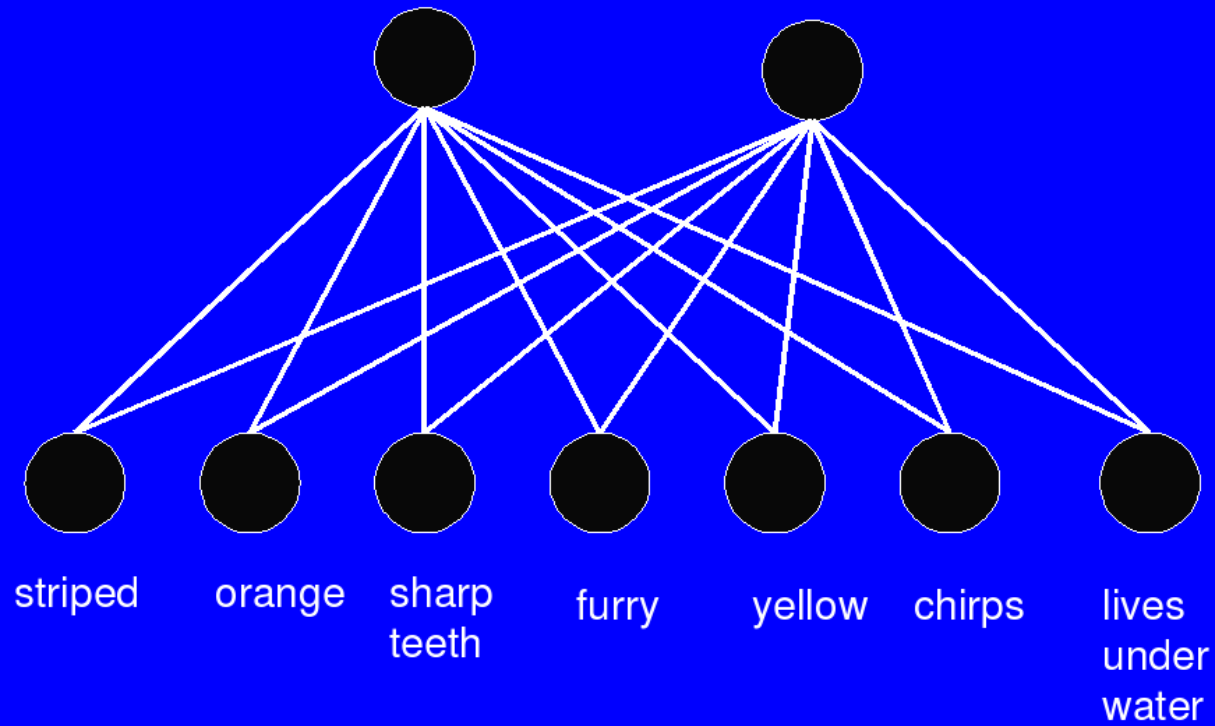 striped
orange
sharp
teeth
furry
yellow
chirps
lives
under
water